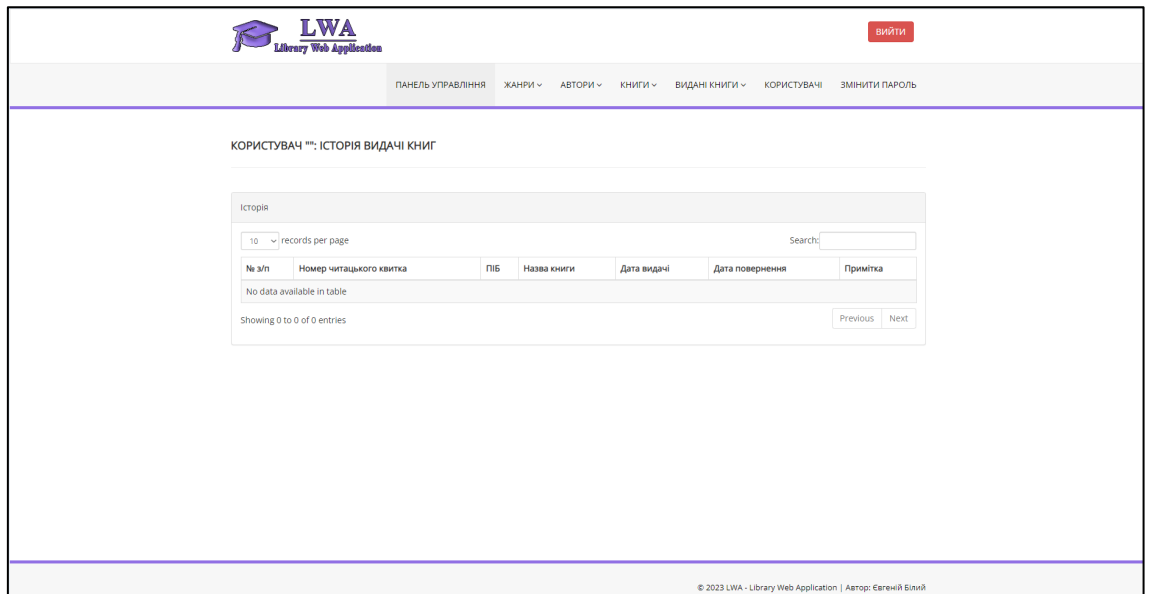 LWA
Library Web Application
ВИЙТИ
ПАНЕЛЬ УПРАВЛІННЯ ЖАНРИ АВТОРИ КНИГИ ВИДАНІ КНИГИ КОРИСТУВАЧІ ЗМІНИТИ ПАРОЛЬ
КОРИСТУВАЧ "": ІСТОРІЯ ВИДАЧІ КНИГ
Історія
10 records per page Search:
№ з/п Номер читацького квитка ПІБ Назва книги Дата видачі Дата повернення Примітка
No data available in table
Showing 0 to 0 of 0 entries Previous Next
© 2023 LWA - Library Web Application | Автор: Євгеній Білий